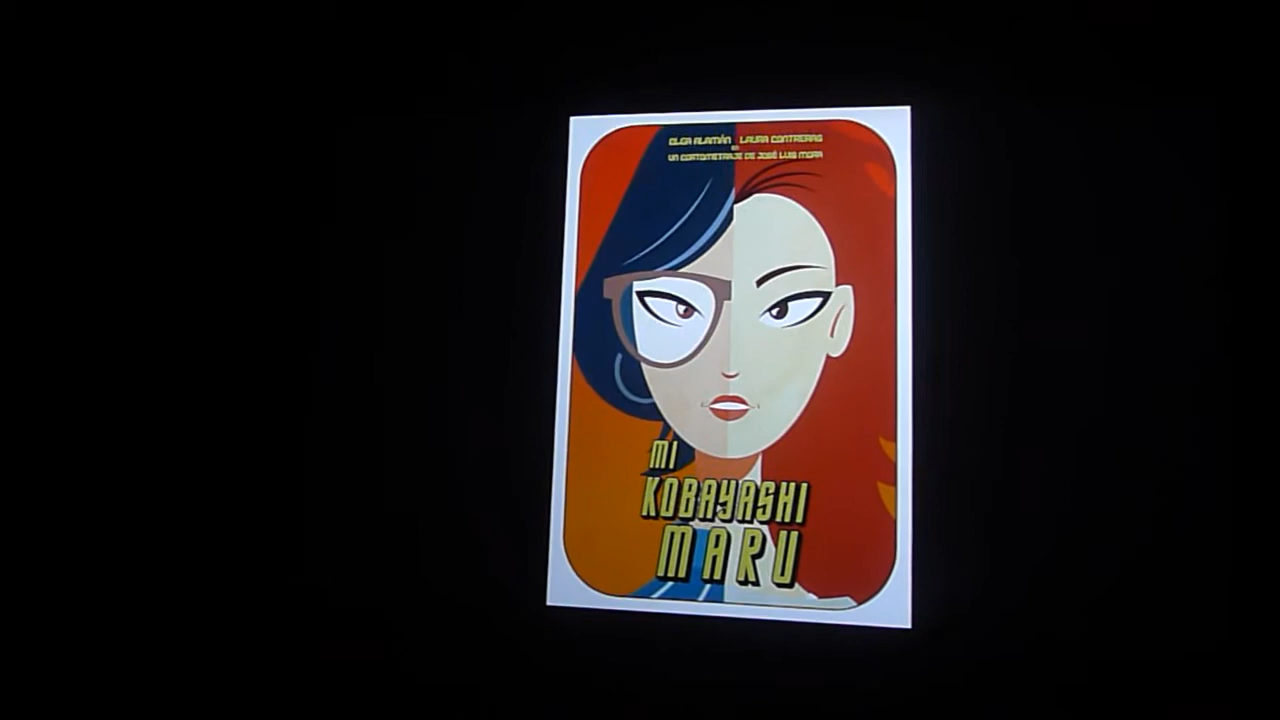 OLGA ALAMÁN LAURA CONTRERAS
EN
UN CORTOMETRAJE DE JOSÉ LUIS MORA
MI
KOBAYASHI
MARU